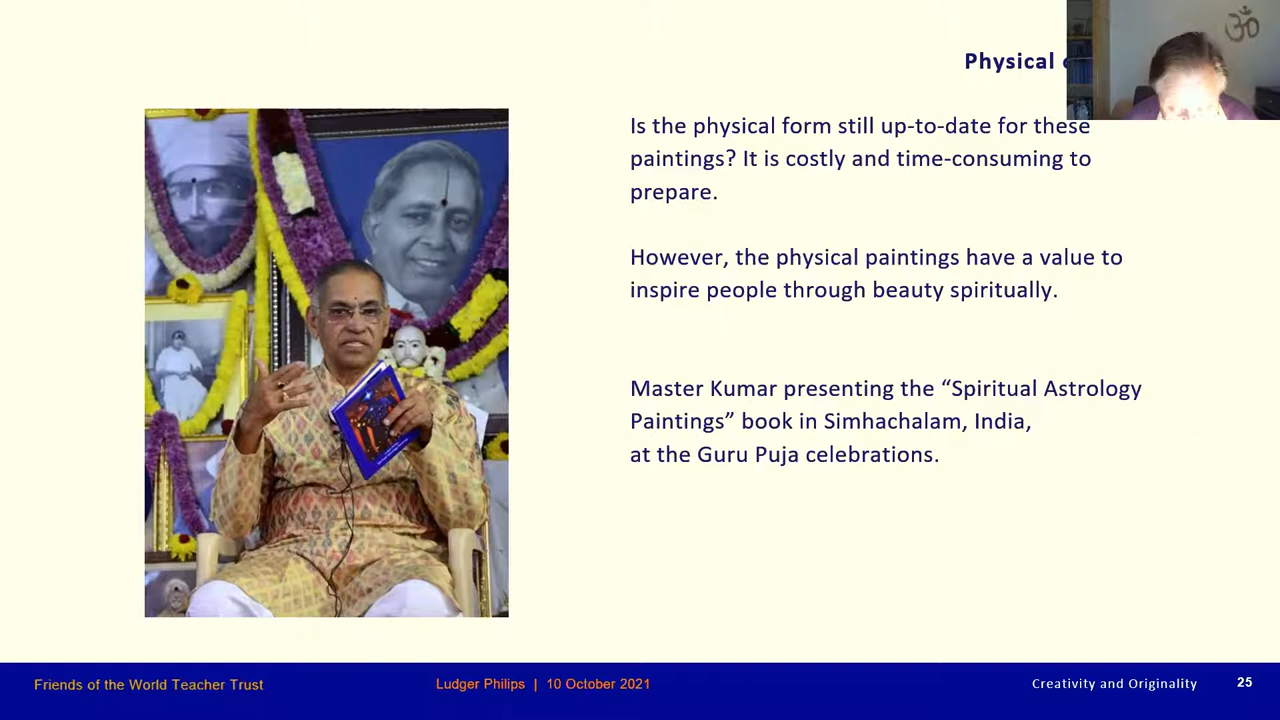 Physical
Is the physical form still up-to-date for these
paintings? It is costly and time-consuming to
prepare.
However, the physical paintings have a value to
inspire people through beauty spiritually.
Master Kumar presenting the “Spiritual Astrology
Paintings” book in Simhachalam, India,
at the Guru Puja celebrations.
ॐ
Friends of the World Teacher Trust
Ludger Philips | 10 October 2021
Creativity and Originality
25